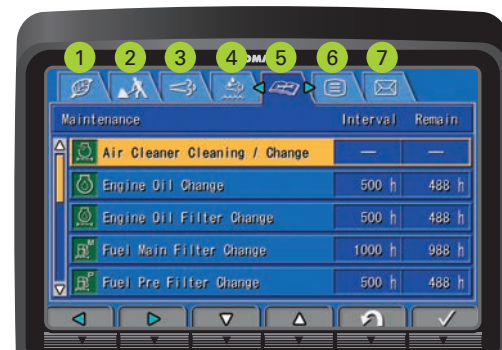 1 2 3 4 5 6 7
Maintenance Interval Remain
Air Cleaner Cleaning / Change — —
Engine Oil Change 500 h 488 h
Engine Oil Filter Change 500 h 488 h
M Fuel Main Filter Change 1000 h 988 h
P Fuel Pre Filter Change 500 h 488 h